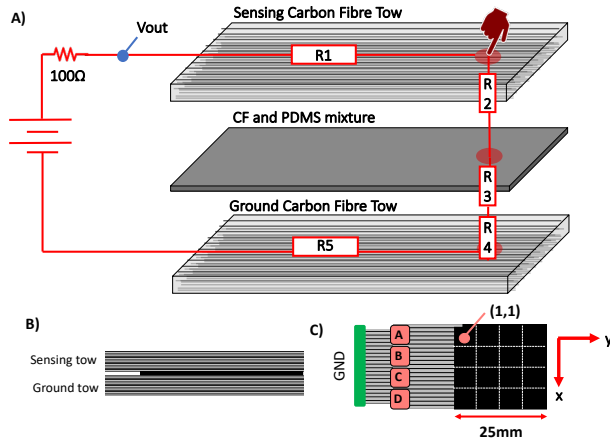 A)
Sensing Carbon Fibre Tow
Vout
100Ω
R1
R
2
CF and PDMS mixture
R
3
Ground Carbon Fibre Tow
R
4
R5
B)
Sensing tow
Ground tow
C)
(1,1)
GND
A
B
C
D
y
x
25mm